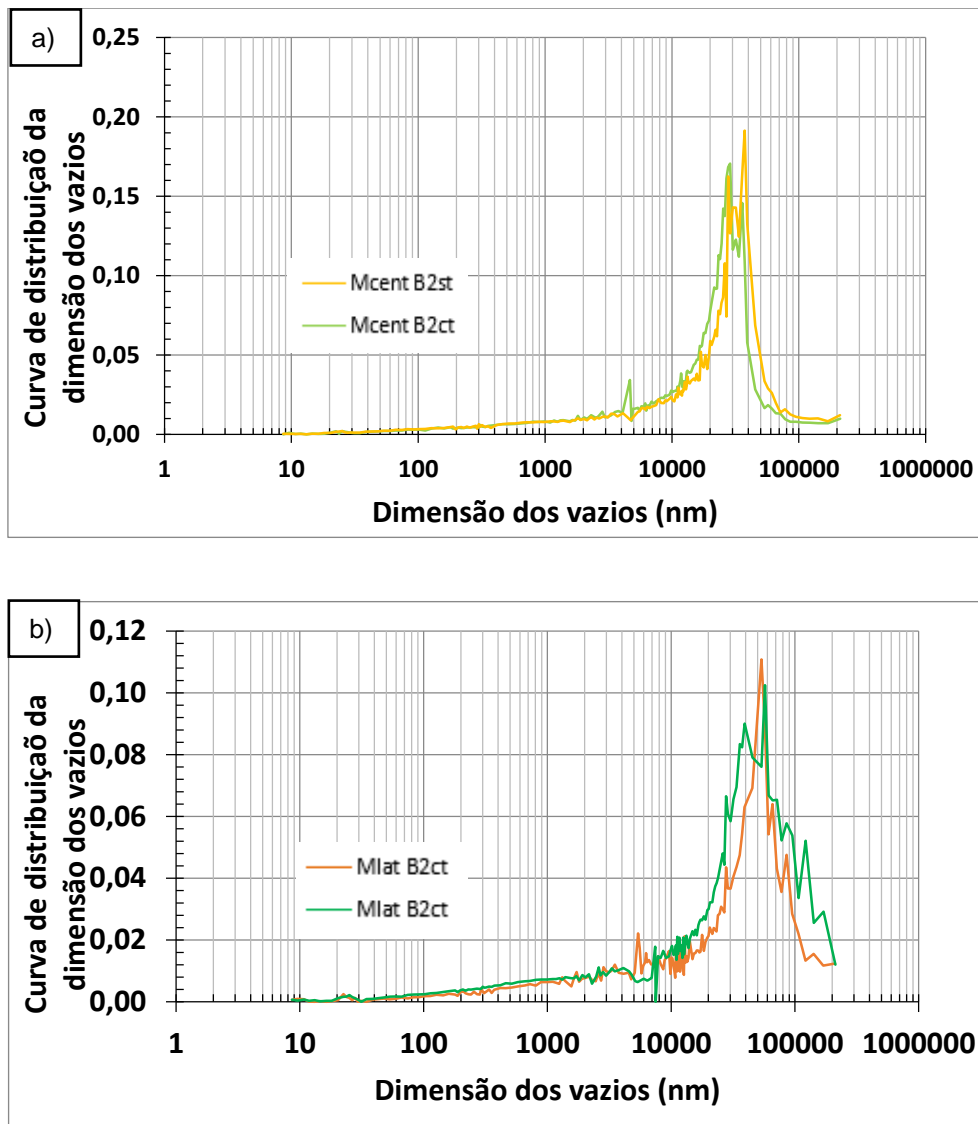 a)
Curva de distribuiçõ da
dimensão dos vazios
0,25
0,20
0,15
0,10
0,05
0,00
Mcent B2st
Mcent B2ct
1 10 100 1000 10000 100000 1000000
Dimensão dos vazios (nm)
b)
Curva de distribuiçõ da
dimensão dos vazios
0,12
0,10
0,08
0,06
0,04
0,02
0,00
Mlat B2ct
Mlat B2ct
1 10 100 1000 10000 100000 1000000
Dimensão dos vazios (nm)